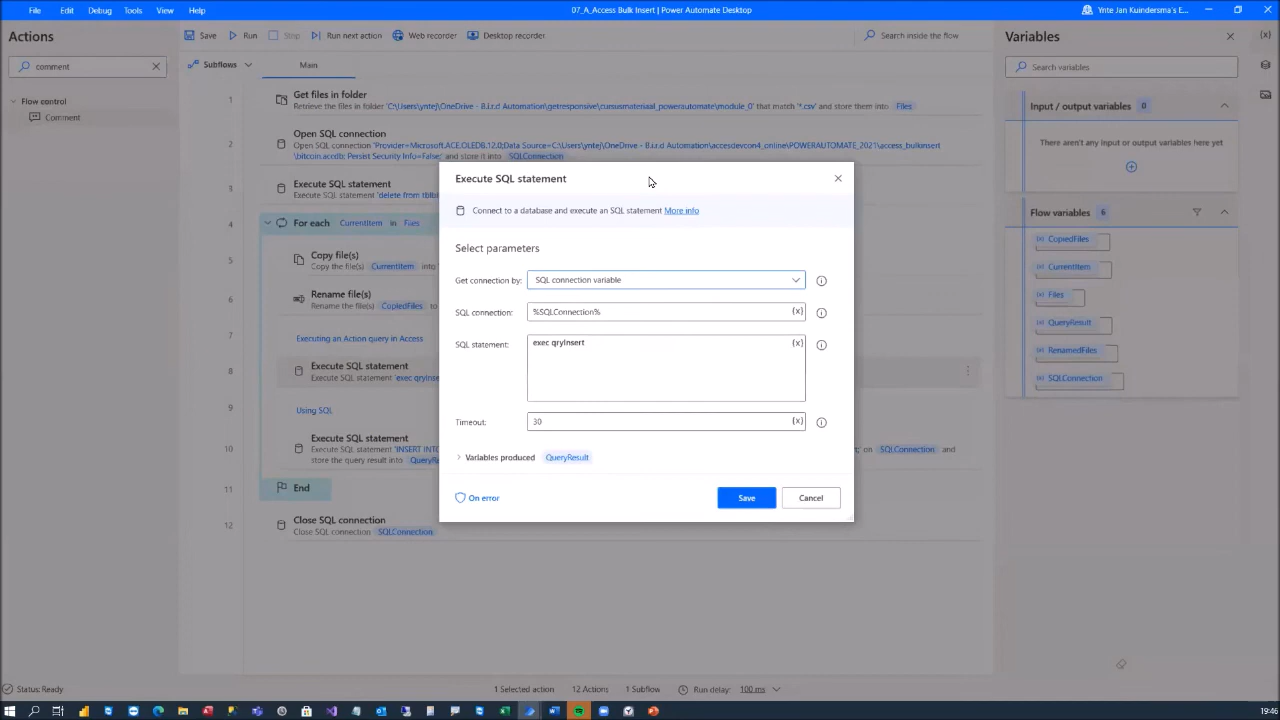 File Edit Debug Tools View Help
07_A_Access Bulk Insert | Power Automate Desktop
Ynte Jan Kuindersma's E...
Actions
comment
Flow control
Comment
Save Run Stop Run next action Web recorder Desktop recorder
Search inside the flow
Subflows Main
1 Get files in folder
Retrieve the files in folder 'C:\Users\yntej\OneDrive - B.i.r.d Automation\getresponsive\cursusmateriaal_powerautomate\module_0' that match '*.csv' and store them into Files
2 Open SQL connection
Open SQL connection 'Provider=Microsoft.ACE.OLEDB.12.0;Data Source=C:\Users\yntej\OneDrive - B.i.r.d Automation\accesdevcon4_online\POWERAUTOMATE_2021\access_bulkinsert
\bitcoin.accdb; Persist Security Info=False;' and store it into SQLConnection
3 Execute SQL statement
Execute SQL statement 'delete from
4 For each CurrentItem in Files
5 Copy file(s)
Copy the file(s) CurrentItem into
6 Rename file(s)
Rename file(s) CopiedFiles
7 Executing an Action query in Access
8 Execute SQL statement
Execute SQL statement 'exec qryInse
9 Using SQL
10 Execute SQL statement
Execute SQL statement 'INSERT INTO ;' on SQLConnection and
store the query result into QueryR
11 End
12 Close SQL connection
Close SQL connection SQLConnection
Execute SQL statement
Connect to a database and execute an SQL statement More info
Select parameters
Get connection by: SQL connection variable
SQL connection: %SQLConnection% {x}
SQL statement: exec qryInsert {x}
Timeout: 30 {x}
Variables produced QueryResult
On error
Save Cancel
Variables
{x}
Search variables
Input / output variables 0
There aren't any input or output variables here yet
Flow variables 6
(x) CopiedFiles
(x) CurrentItem
(x) Files
(x) QueryResult
(x) RenamedFiles
(x) SQLConnection
Status: Ready
1 Selected action 12 Actions 1 Subflow Run delay: 100 ms
19:46